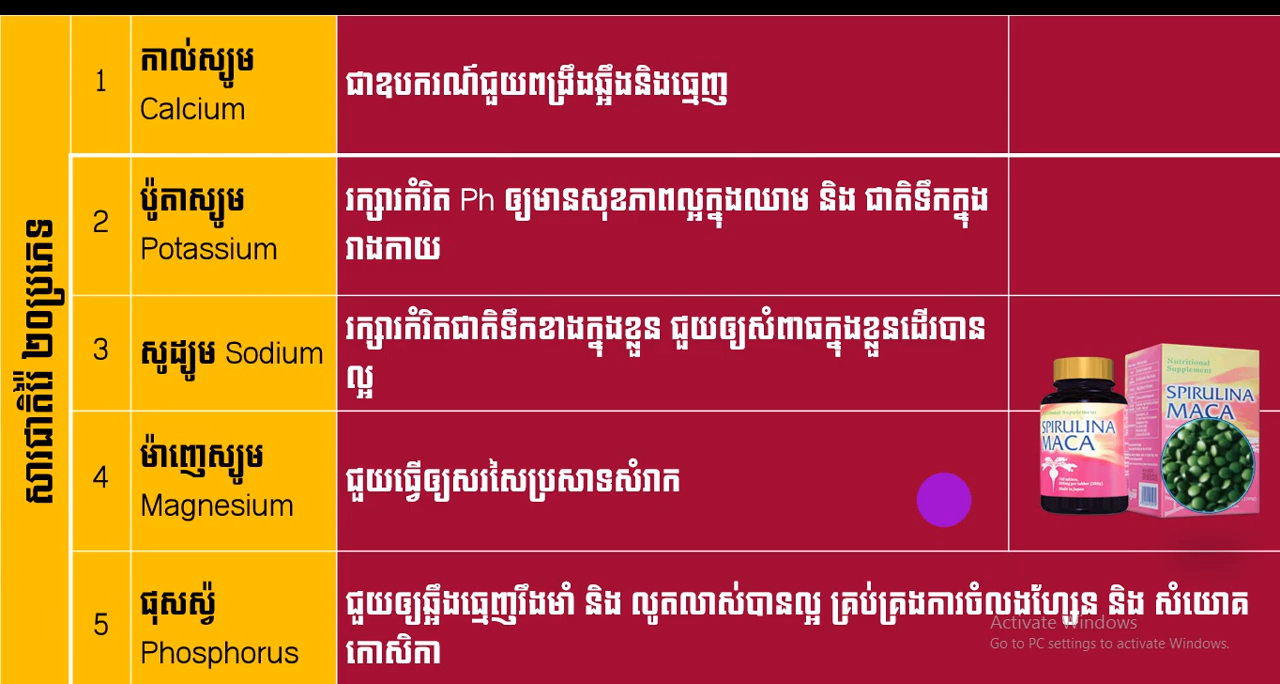 សារជាតិរ៉ែ ២០ប្រភេទ
1
កាល់ស្យូម
Calcium
ជាឧបករណ៍ជួយពង្រឹងឆ្អឹងនិងធ្មេញ
2
ប៉ូតាស្យូម
Potassium
រក្សារកំរិត Ph ឲ្យមានសុខភាពល្អក្នុងឈាម និង ជាតិទឹកក្នុង
រាងកាយ
3
សូដ្យូម Sodium
រក្សារកំរិតជាតិទឹកខាងក្នុងខ្លួន ជួយឲ្យសំពាធក្នុងខ្លួនដើរបាន
ល្អ
4
ម៉ាញេស្យូម
Magnesium
ជួយធ្វើឲ្យសរសៃប្រសាទសំរាក
Nutritional Supplement
SPIRULINA
MACA
Nutritional
Supplement
SPIRULINA
MACA
5
ផុសស្វ័
Phosphorus
ជួយឲ្យឆ្អឹងធ្មេញរឹងមាំ និង លូតលាស់បានល្អ គ្រប់គ្រងការចំលងហ្សែន និង សំយោគ
កោសិកា
Activate Windows
Go to PC settings to activate Windows.